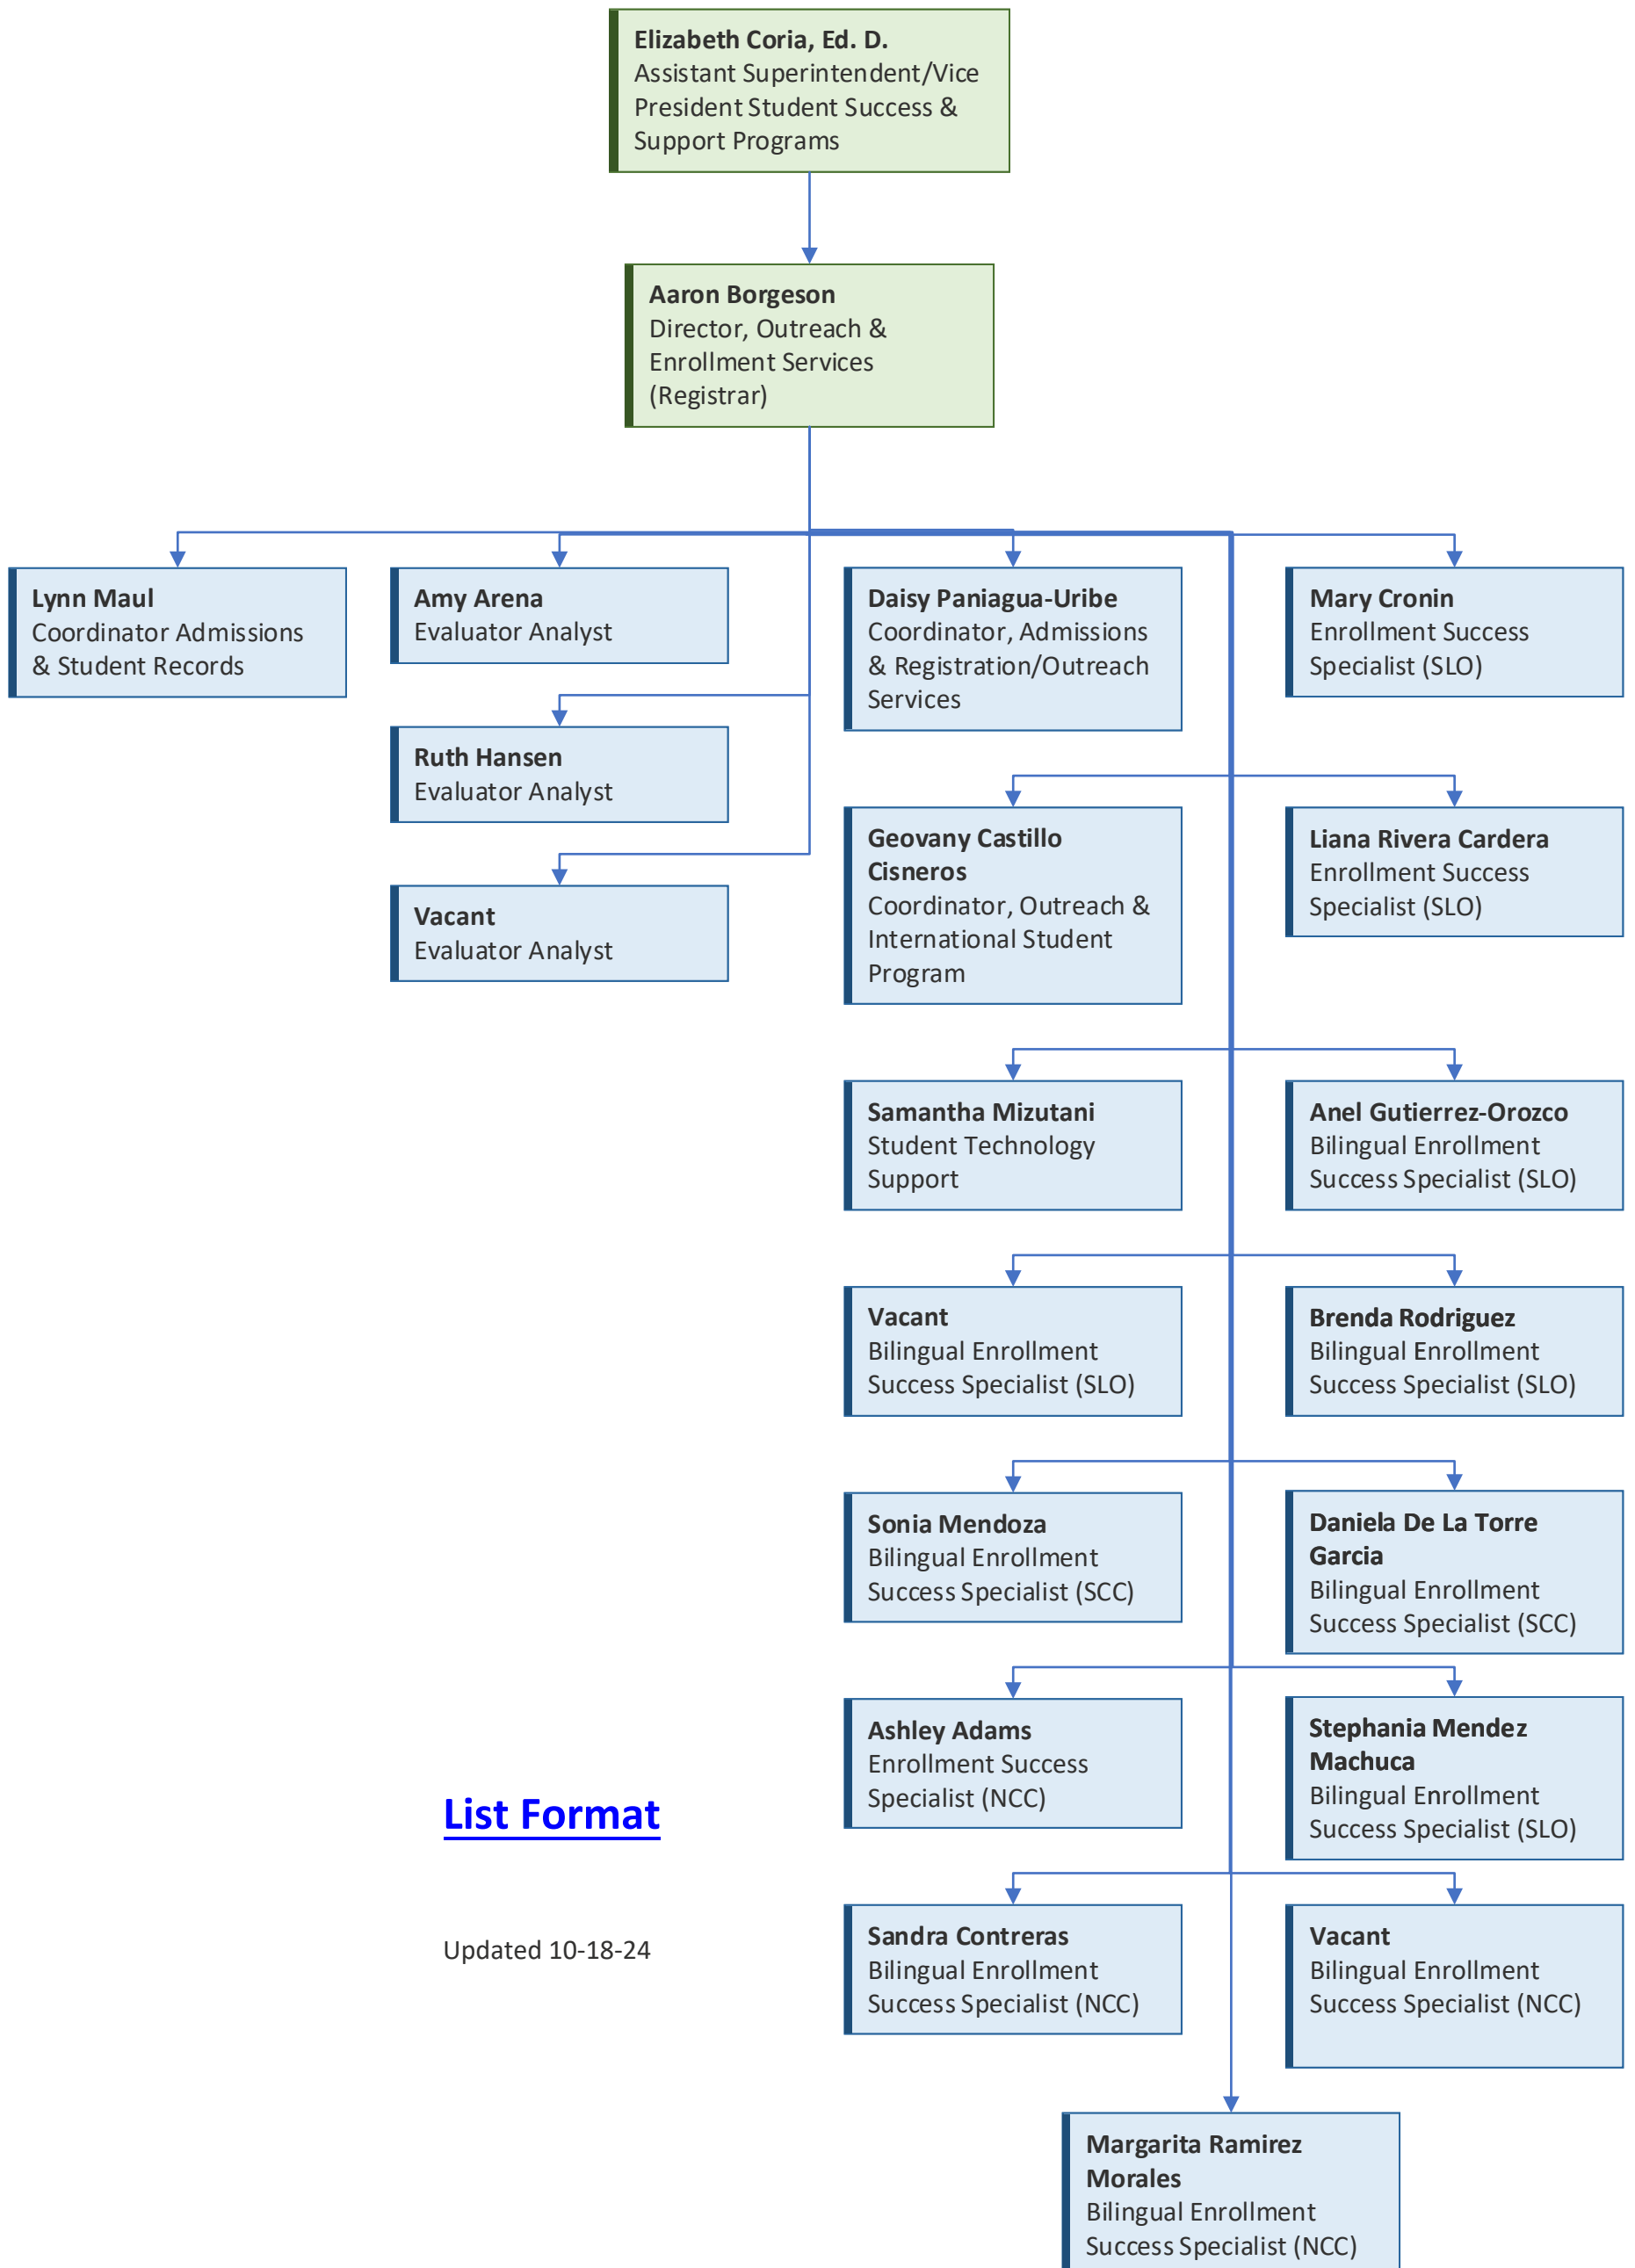 Elizabeth Coria, Ed. D.
Assistant Superintendent/Vice
President Student Success &
Support Programs
Aaron Borgeson
Director, Outreach &
Enrollment Services
(Registrar)
Lynn Maul
Coordinator Admissions
& Student Records
Amy Arena
Evaluator Analyst
Ruth Hansen
Evaluator Analyst
Vacant
Evaluator Analyst
Daisy Paniagua-Uribe
Coordinator, Admissions
& Registration/Outreach
Services
Mary Cronin
Enrollment Success
Specialist (SLO)
Geovany Castillo
Cisneros
Coordinator, Outreach &
International Student
Program
Liana Rivera Cardera
Enrollment Success
Specialist (SLO)
Samantha Mizutani
Student Technology
Support
Anel Gutierrez-Orozco
Bilingual Enrollment
Success Specialist (SLO)
Vacant
Bilingual Enrollment
Success Specialist (SLO)
Brenda Rodriguez
Bilingual Enrollment
Success Specialist (SLO)
Sonia Mendoza
Bilingual Enrollment
Success Specialist (SCC)
Daniela De La Torre
Garcia
Bilingual Enrollment
Success Specialist (SCC)
Ashley Adams
Enrollment Success
Specialist (NCC)
Stephania Mendez
Machuca
Bilingual Enrollment
Success Specialist (SLO)
List Format
Updated 10-18-24
Sandra Contreras
Bilingual Enrollment
Success Specialist (NCC)
Vacant
Bilingual Enrollment
Success Specialist (NCC)
Margarita Ramirez
Morales
Bilingual Enrollment
Success Specialist (NCC)